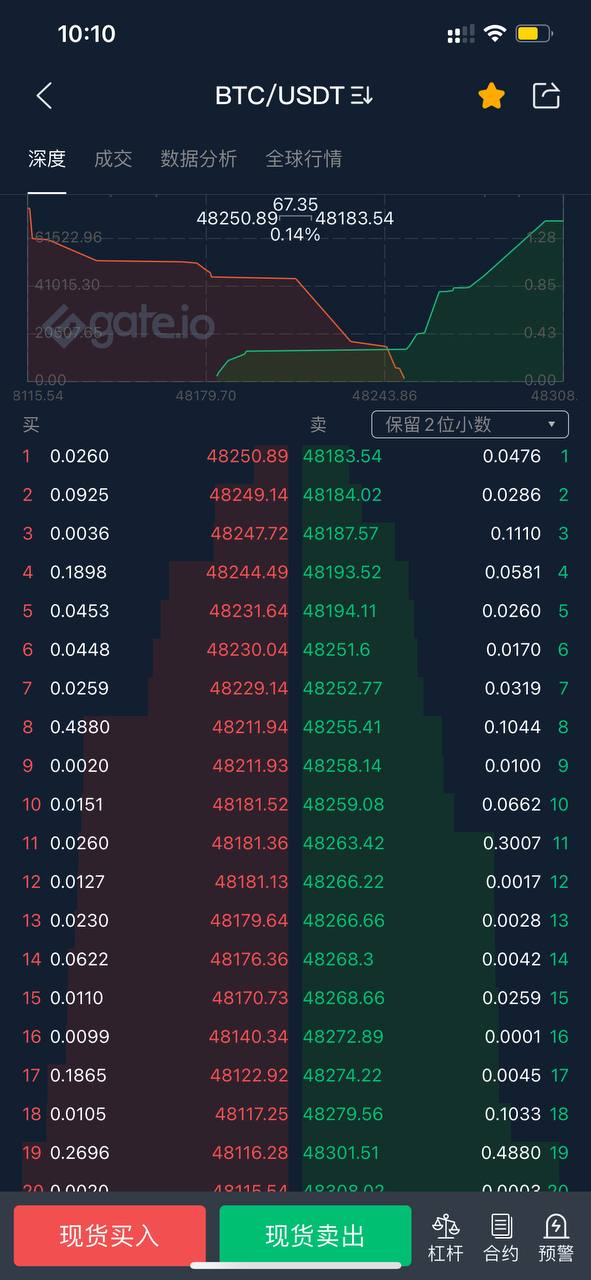 10:10
BTC/USDT
深度 成交 数据分析 全球行情
67.35
48250.89 48183.54
0.14%
61522.96 1.28
41015.30 0.85
20507.65 0.43
gate.io
0.00 0.00
8115.54 48179.70 48243.86 48308.
买 卖 保留2位小数
1 0.0260 48250.89 48183.54 0.0476 1
2 0.0925 48249.14 48184.02 0.0286 2
3 0.0036 48247.72 48187.57 0.1110 3
4 0.1898 48244.49 48193.52 0.0581 4
5 0.0453 48231.64 48194.11 0.0260 5
6 0.0448 48230.04 48251.6 0.0170 6
7 0.0259 48229.14 48252.77 0.0319 7
8 0.4880 48211.94 48255.41 0.1044 8
9 0.0020 48211.93 48258.14 0.0100 9
10 0.0151 48181.52 48259.08 0.0662 10
11 0.0260 48181.36 48263.42 0.3007 11
12 0.0127 48181.13 48266.22 0.0017 12
13 0.0230 48179.64 48266.66 0.0028 13
14 0.0622 48176.36 48268.3 0.0042 14
15 0.0110 48170.73 48268.66 0.0259 15
16 0.0099 48140.34 48272.89 0.0001 16
17 0.1865 48122.92 48274.22 0.0045 17
18 0.0105 48117.25 48279.56 0.1033 18
19 0.2696 48116.28 48301.51 0.4880 19
20 0.0020 48115.54 48308.02 0.0003 20
现货买入 现货卖出 杠杆 合约 预警